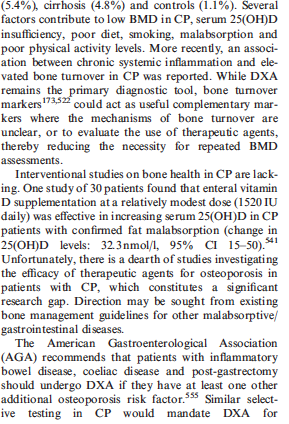 (5.4%), cirrhosis (4.8%) and controls (1.1%). Several
factors contribute to low BMD in CP, serum 25(OH)D
insufficiency, poor diet, smoking, malabsorption and
poor physical activity levels. More recently, an associ-
ation between chronic systemic inflammation and ele-
vated bone turnover in CP was reported. While DXA
remains the primary diagnostic tool, bone turnover
markers173,522 could act as useful complementary mar-
kers where the mechanisms of bone turnover are
unclear, or to evaluate the use of therapeutic agents,
thereby reducing the necessity for repeated BMD
assessments.
Interventional studies on bone health in CP are lack-
ing. One study of 30 patients found that enteral vitamin
D supplementation at a relatively modest dose (1520 IU
daily) was effective in increasing serum 25(OH)D in CP
patients with confirmed fat malabsorption (change in
25(OH)D levels: 32.3 nmol/l, 95% CI 15–50).541
Unfortunately, there is a dearth of studies investigating
the efficacy of therapeutic agents for osteoporosis in
patients with CP, which constitutes a significant
research gap. Direction may be sought from existing
bone management guidelines for other malabsorptive/
gastrointestinal diseases.
The American Gastroenterological Association
(AGA) recommends that patients with inflammatory
bowel disease, coeliac disease and post-gastrectomy
should undergo DXA if they have at least one other
additional osteoporosis risk factor.555 Similar select-
ive testing in CP would mandate DXA for